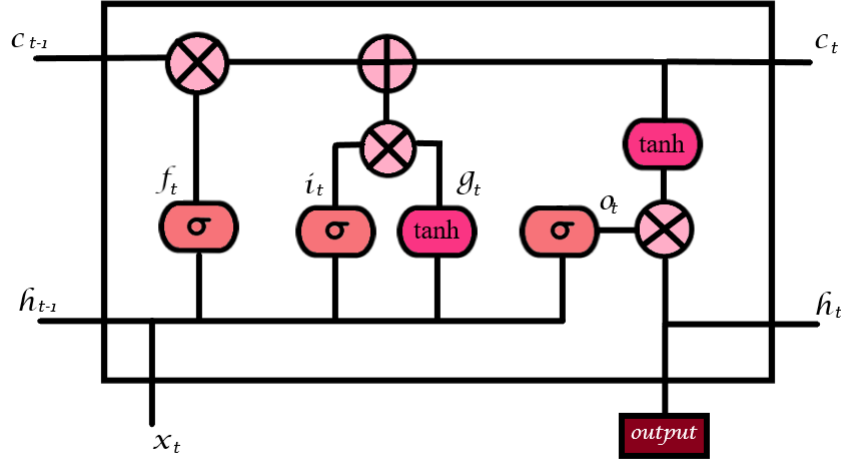 c t-1
c t
tanh
f t
i t
g t
o t
σ
σ
tanh
σ
h t-1
h t
x t
output